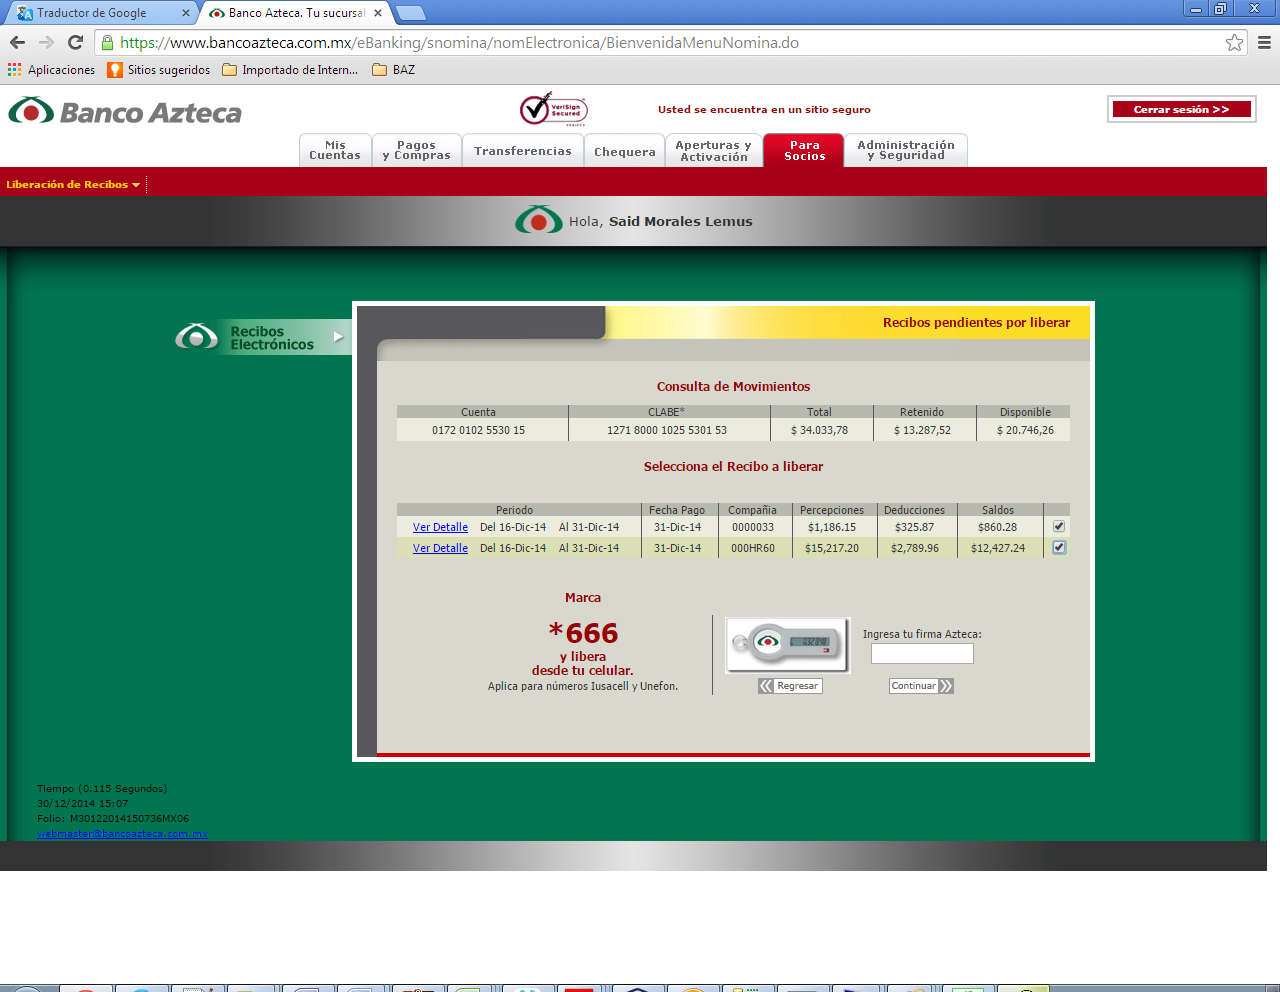 Traductor de Google
Banco Azteca. Tu sucursal
https://www.bancoazteca.com.mx/eBanking/snomina/nomElectronica/BienvenidaMenuNomina.do
Aplicaciones Sitios sugeridos Importado de Intern... BAZ
Banco Azteca
VeriSign
Secured
VERIFY
Usted se encuentra en un sitio seguro
Cerrar sesión >>
Mis Cuentas
Pagos y Compras
Transferencias
Chequera
Aperturas y Activación
Para Socios
Administración y Seguridad
Liberación de Recibos
Hola, Said Morales Lemus
Recibos
Electrónicos
Recibos pendientes por liberar
Consulta de Movimientos
Cuenta CLABE* Total Retenido Disponible
0172 0102 5530 15 1271 8000 1025 5301 53 $ 34.033,78 $ 13.287,52 $ 20.746,26
Selecciona el Recibo a liberar
Periodo Fecha Pago Compañia Percepciones Deducciones Saldos
Ver Detalle Del 16-Dic-14 Al 31-Dic-14 31-Dic-14 0000033 $1,186.15 $325.87 $860.28
Ver Detalle Del 16-Dic-14 Al 31-Dic-14 31-Dic-14 000HR60 $15,217.20 $2,789.96 $12,427.24
Marca
*666
y libera
desde tu celular.
Aplica para números Iusacell y Unefon.
Ingresa tu firma Azteca:
Regresar
Continuar
Tiempo (0.115 Segundos)
30/12/2014 15:07
Folio: M30122014150736MX06
webmaster@bancoazteca.com.mx